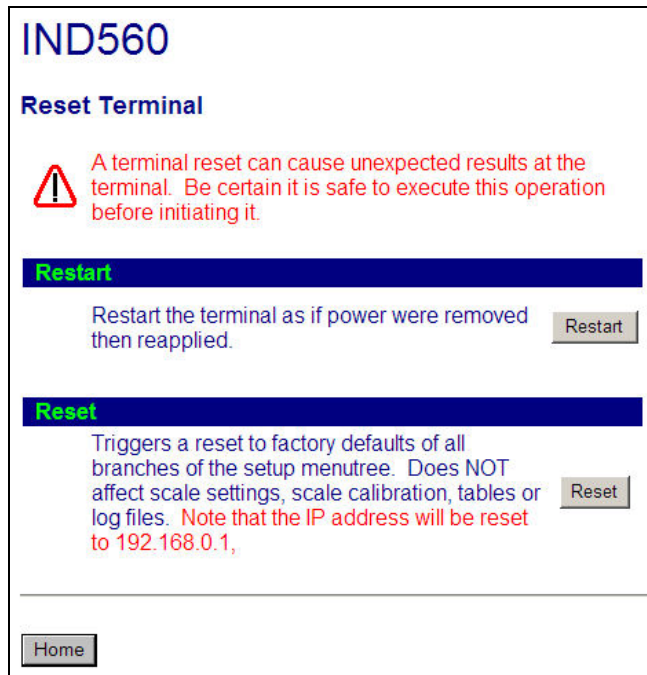 IND560
Reset Terminal
A terminal reset can cause unexpected results at the
terminal. Be certain it is safe to execute this operation
before initiating it.
Restart
Restart the terminal as if power were removed
then reapplied.
Restart
Reset
Triggers a reset to factory defaults of all
branches of the setup menutree. Does NOT
affect scale settings, scale calibration, tables or
log files. Note that the IP address will be reset
to 192.168.0.1,
Reset
Home